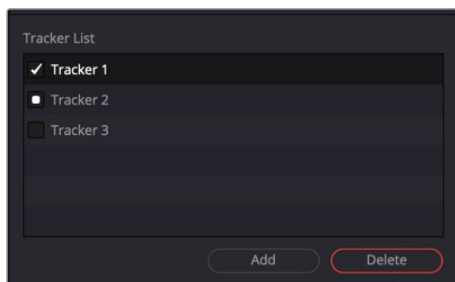 Tracker List
Tracker 1
Tracker 2
Tracker 3
Add Delete